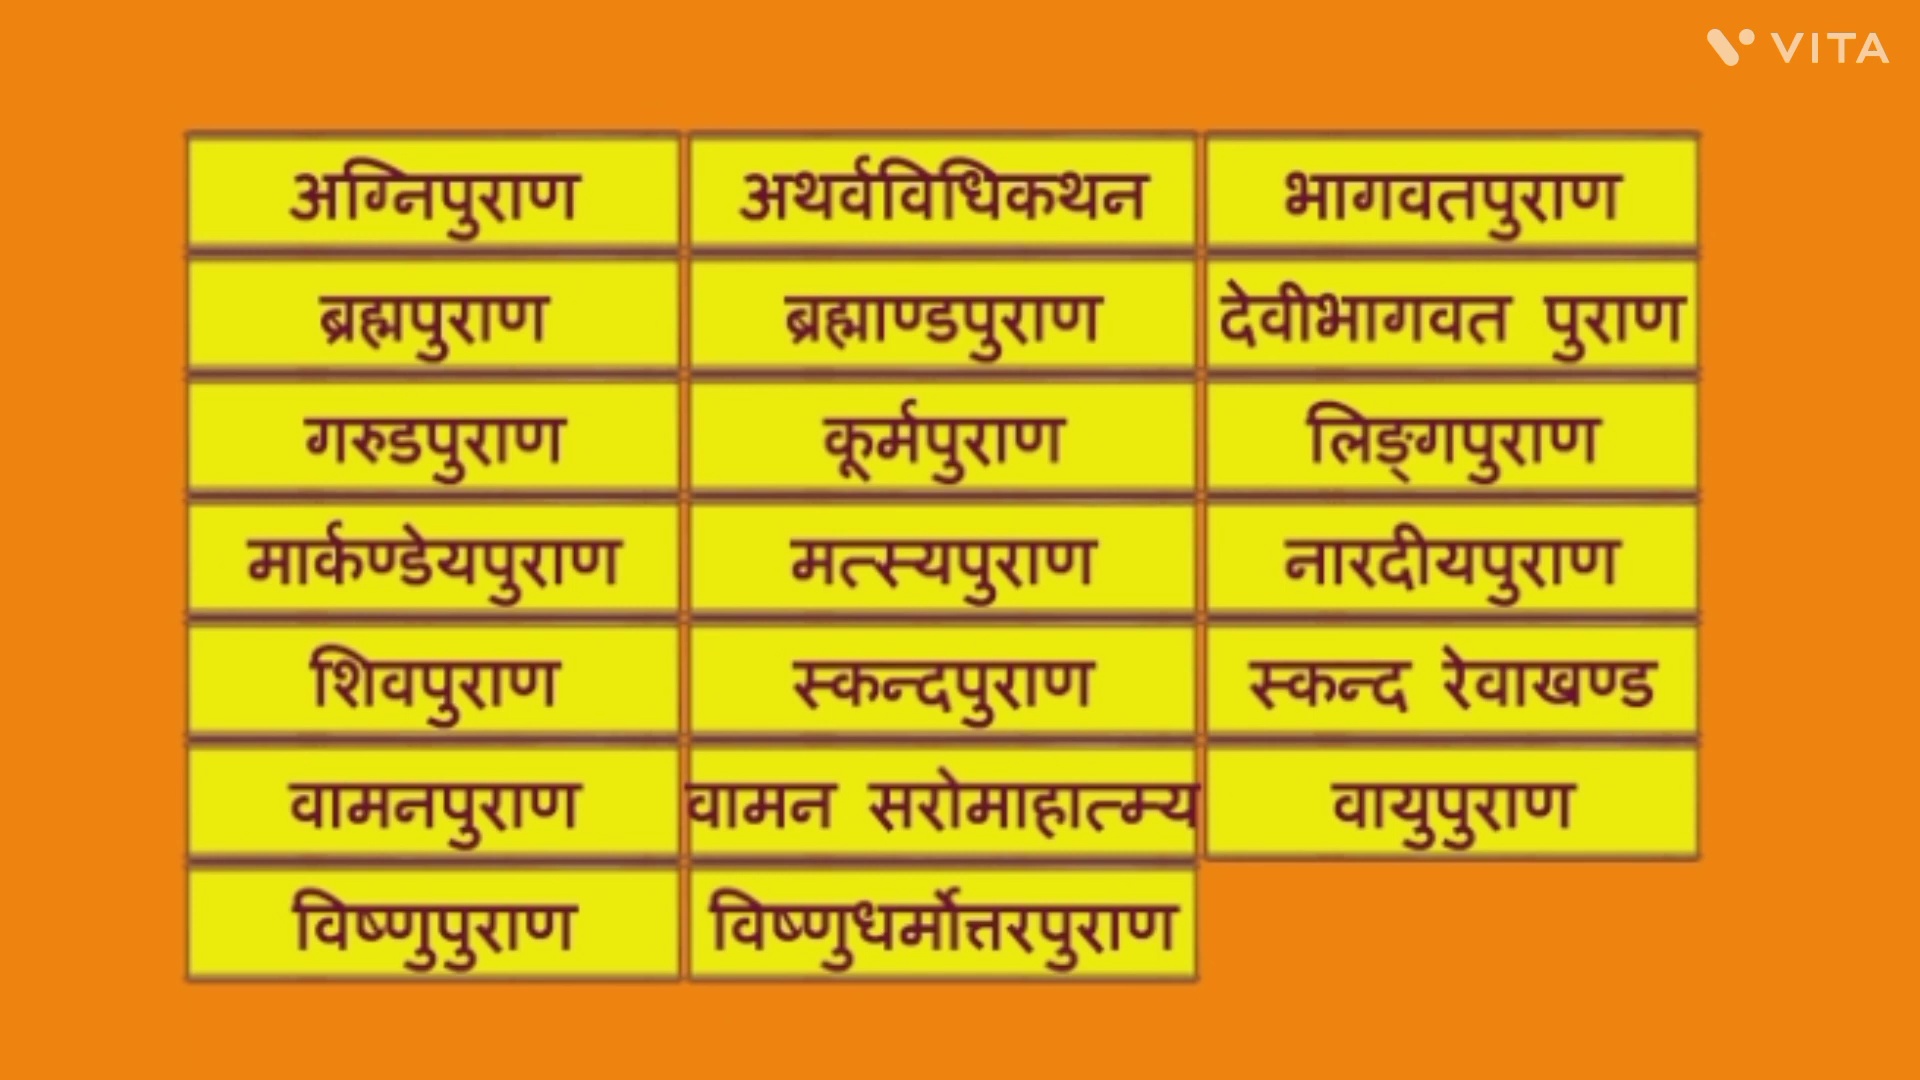 VITA
अग्निपुराण अथर्वविधिकथन भागवतपुराण
ब्रह्मपुराण ब्रह्माण्डपुराण देवीभागवत पुराण
गरुडपुराण कूर्मपुराण लिङ्गपुराण
मार्कण्डेयपुराण मत्स्यपुराण नारदीयपुराण
शिवपुराण स्कन्दपुराण स्कन्द रेवाखण्ड
वामनपुराण वामन सरोमाहात्म्य वायुपुराण
विष्णुपुराण विष्णुधर्मोत्तरपुराण